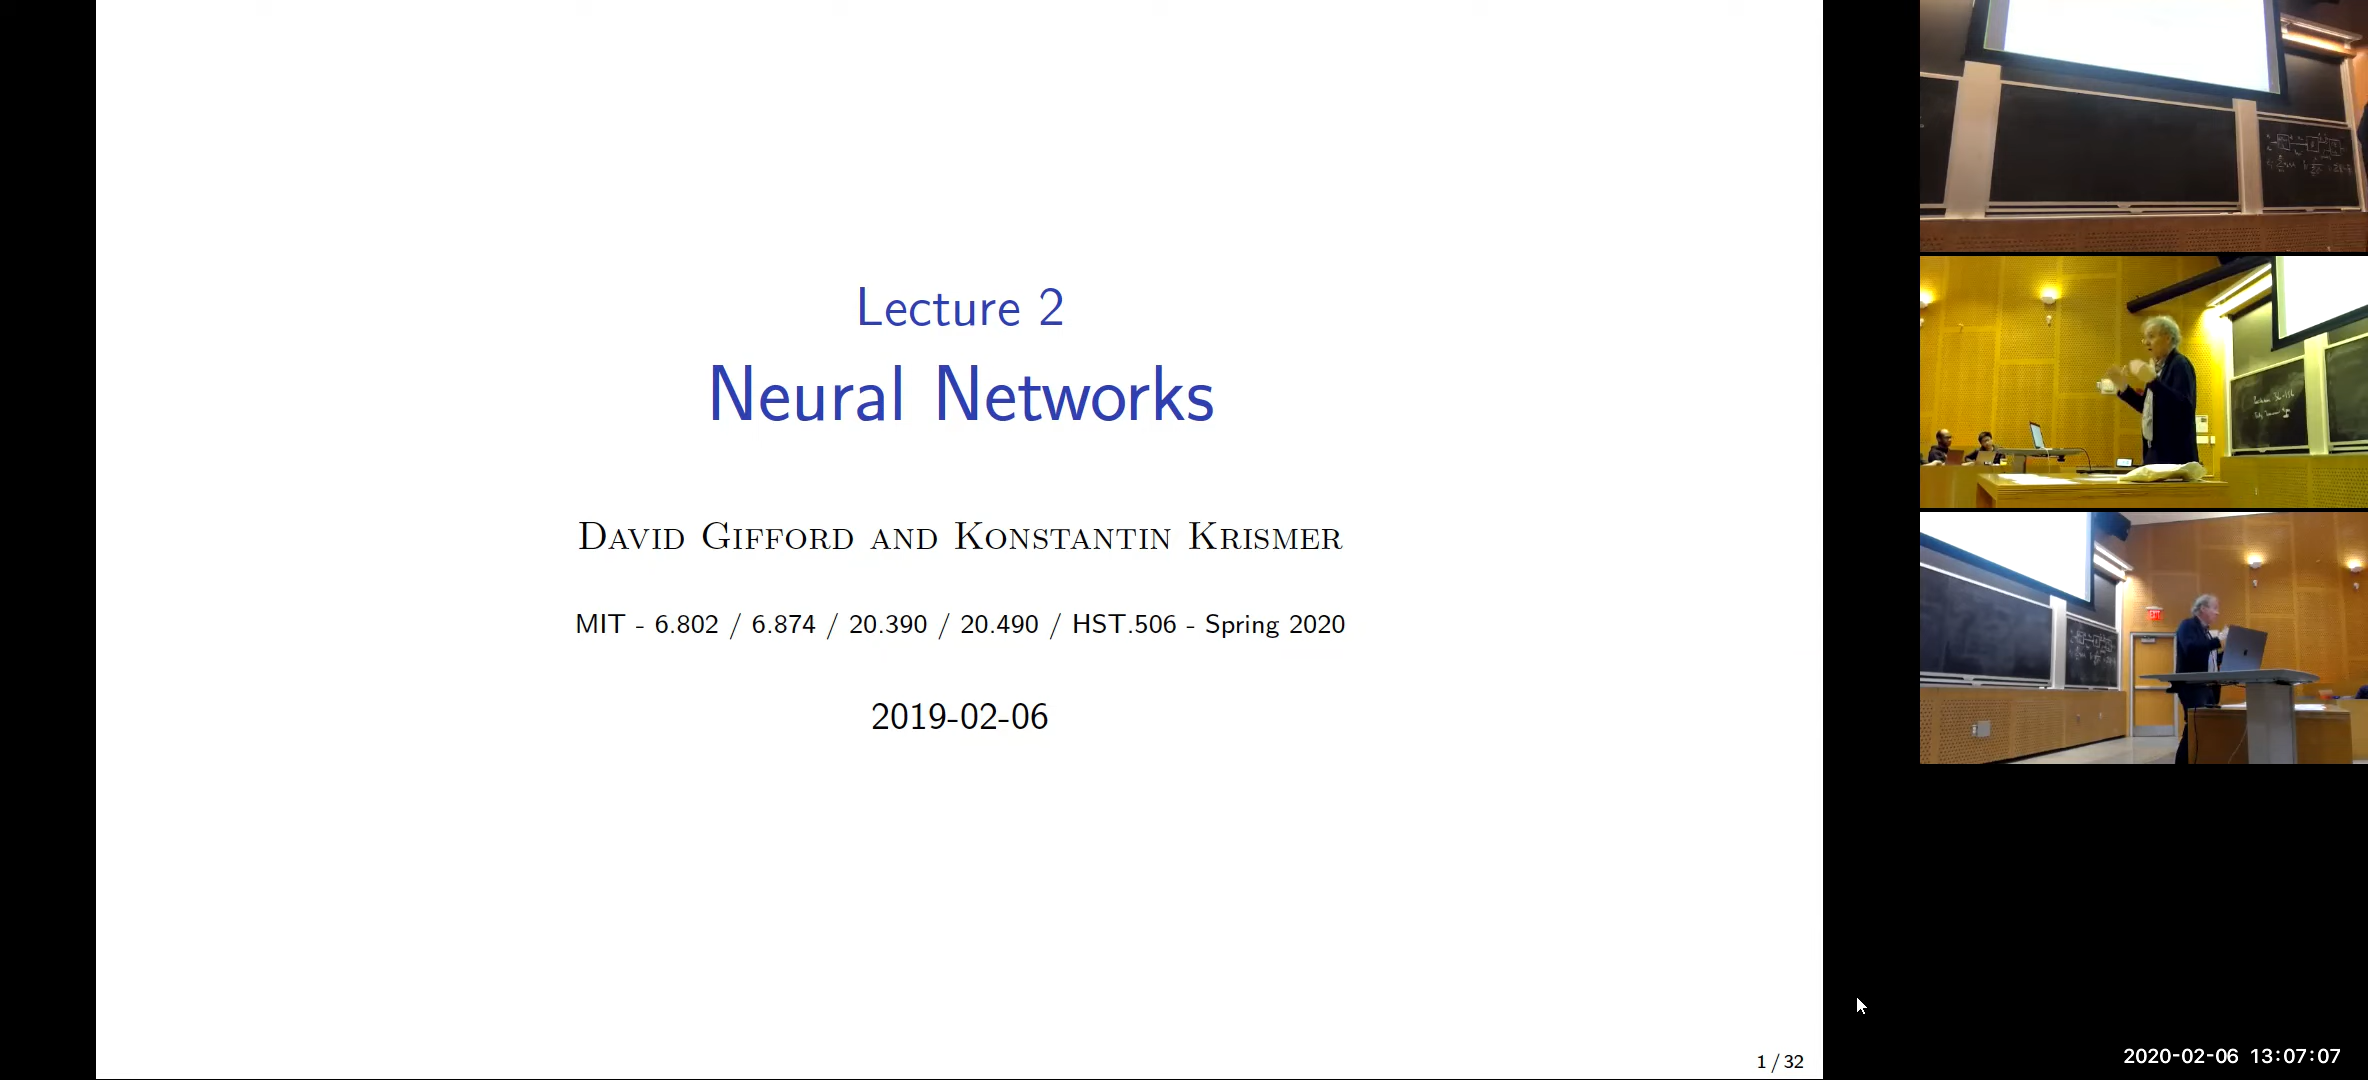 Lecture 2
Neural Networks
David Gifford and Konstantin Krismer
MIT - 6.802 / 6.874 / 20.390 / 20.490 / HST.506 - Spring 2020
2019-02-06
1 / 32
EXIT
2020-02-06 13:07:07